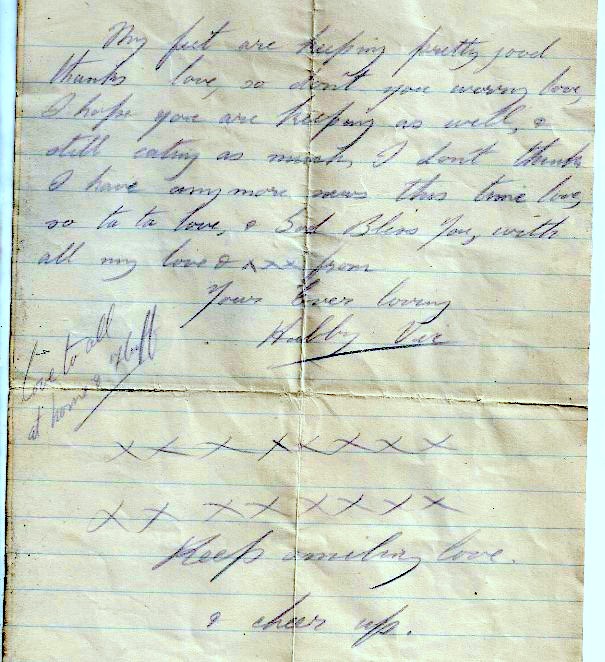 My feet are keeping pretty good
thanks love, so don't you worry love,
I hope you are keeping as well, &
still eating as much, I don't think
I have any more news this time love,
so ta ta love, & God Bless You, with
all my love & xxx from
Your Ever loving
Hubby Vic
Love to all
at home &
x x x x x x x x
x x x x x x x x
Keep smiling love.
& cheer up.